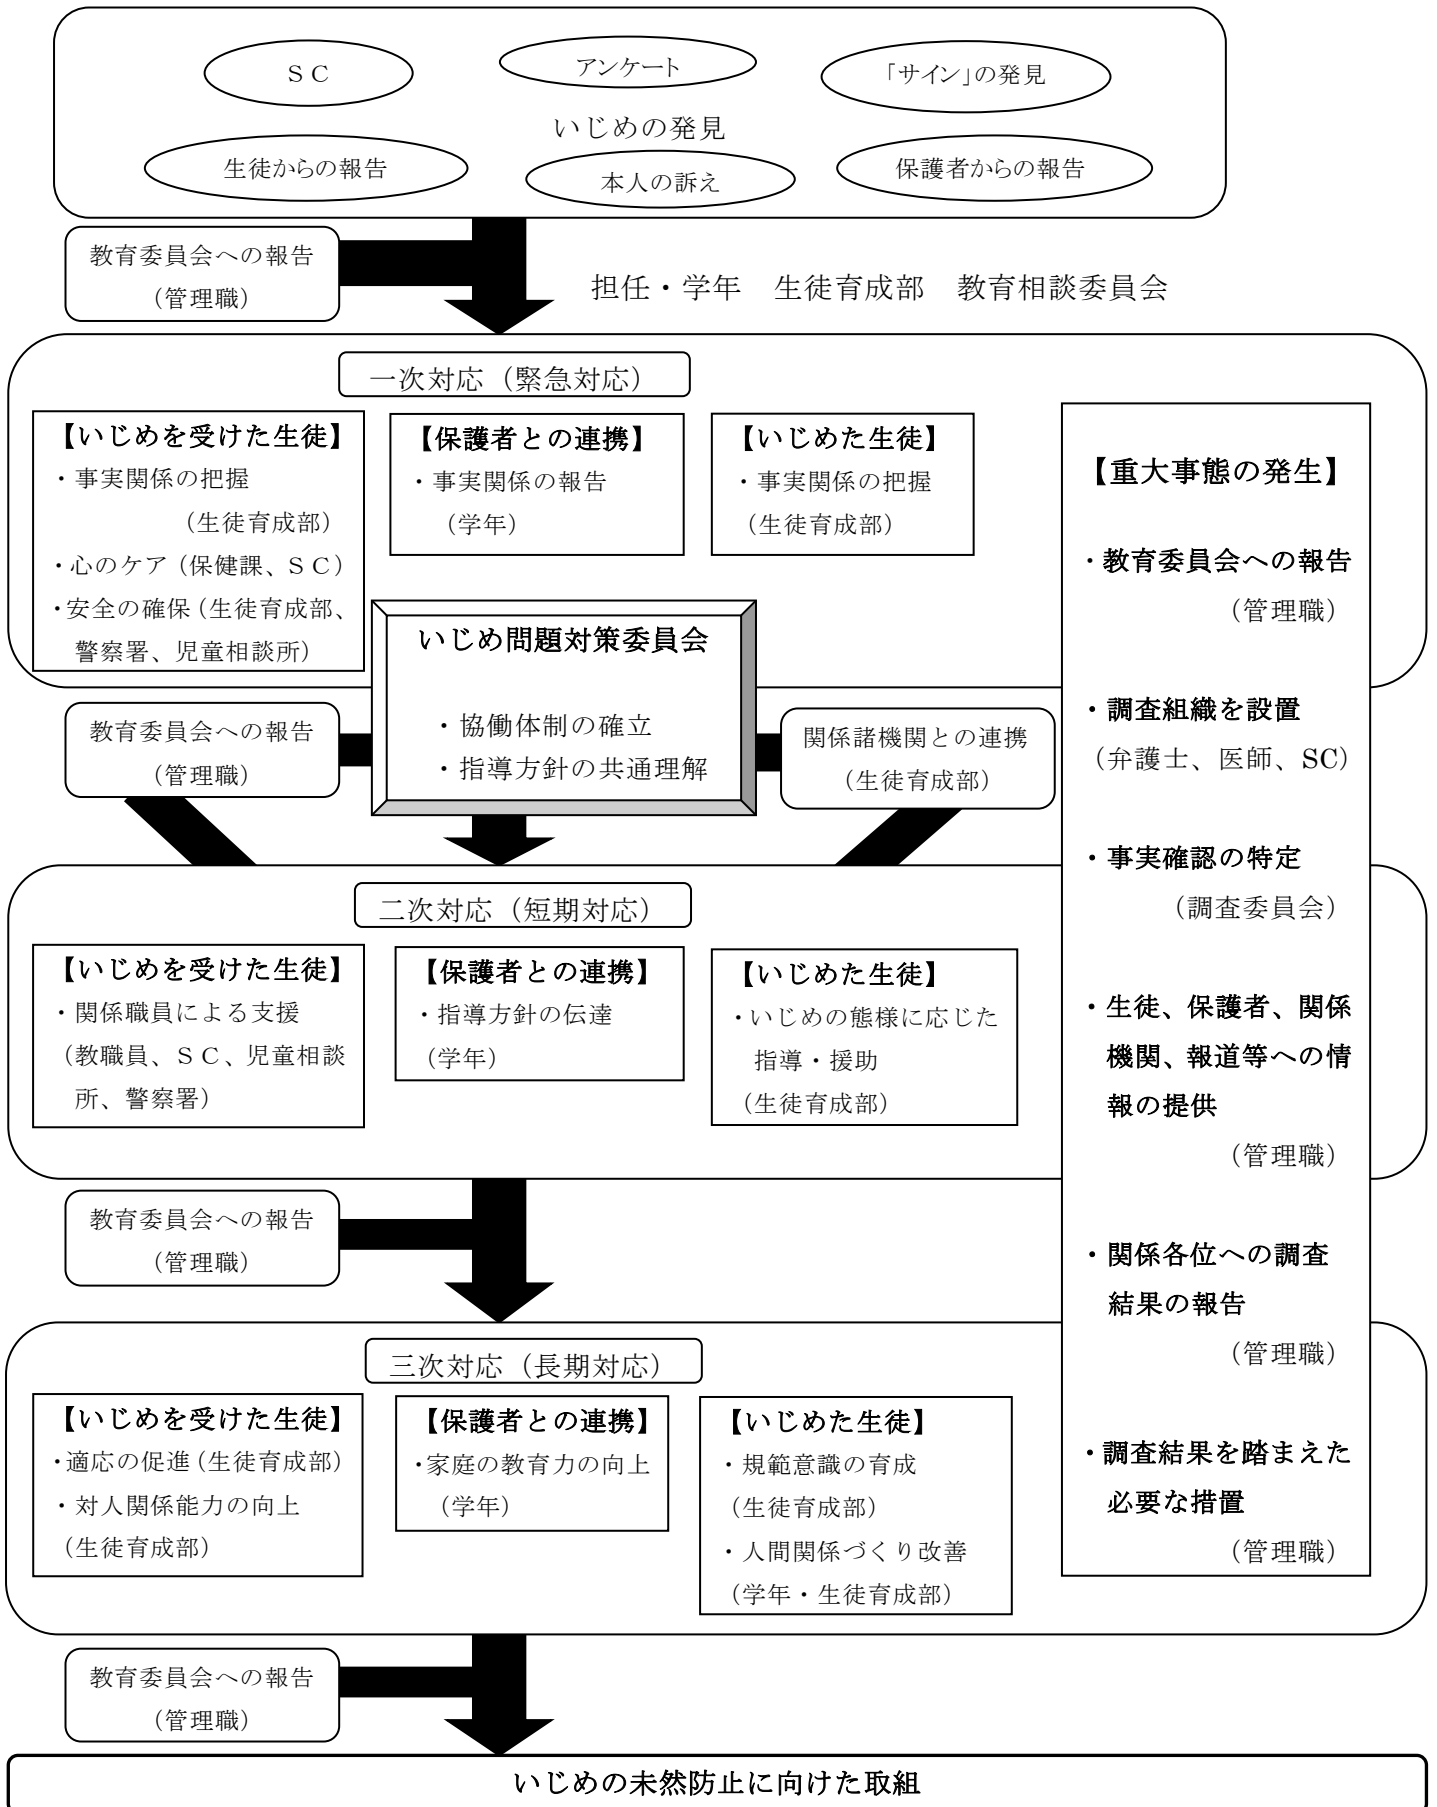 ＳＣ
アンケート
「サイン」の発見
いじめの発見
生徒からの報告
本人の訴え
保護者からの報告
教育委員会への報告
（管理職）
担任・学年　生徒育成部　教育相談委員会
一次対応（緊急対応）
【いじめを受けた生徒】
・事実関係の把握
（生徒育成部）
・心のケア（保健課、ＳＣ）
・安全の確保（生徒育成部、
警察署、児童相談所）
【保護者との連携】
・事実関係の報告
（学年）
【いじめた生徒】
・事実関係の把握
（生徒育成部）
いじめ問題対策委員会
・協働体制の確立
・指導方針の共通理解
教育委員会への報告
（管理職）
関係諸機関との連携
（生徒育成部）
二次対応（短期対応）
【いじめを受けた生徒】
・関係職員による支援
（教職員、ＳＣ、児童相談
所、警察署）
【保護者との連携】
・指導方針の伝達
（学年）
【いじめた生徒】
・いじめの態様に応じた
指導・援助
（生徒育成部）
教育委員会への報告
（管理職）
三次対応（長期対応）
【いじめを受けた生徒】
・適応の促進（生徒育成部）
・対人関係能力の向上
（生徒育成部）
【保護者との連携】
・家庭の教育力の向上
（学年）
【いじめた生徒】
・規範意識の育成
（生徒育成部）
・人間関係づくり改善
（学年・生徒育成部）
【重大事態の発生】
・教育委員会への報告
（管理職）
・調査組織を設置
（弁護士、医師、SC）
・事実確認の特定
（調査委員会）
・生徒、保護者、関係
機関、報道等への情
報の提供
（管理職）
・関係各位への調査
結果の報告
（管理職）
・調査結果を踏まえた
必要な措置
（管理職）
教育委員会への報告
（管理職）
いじめの未然防止に向けた取組